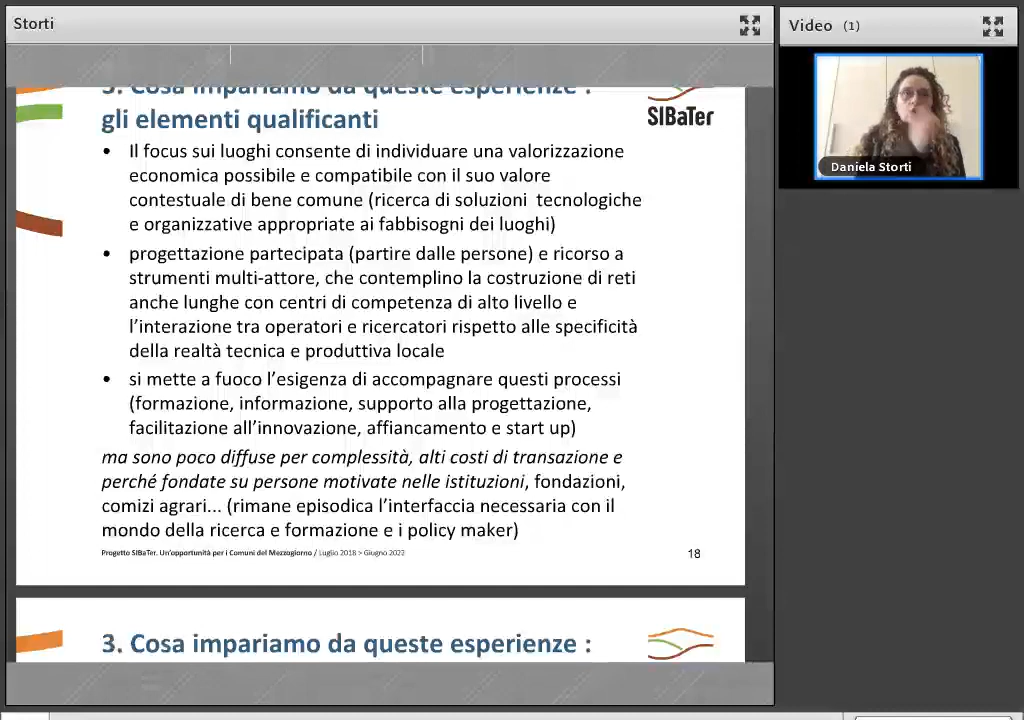 Storti
Video (1)
Daniela Storti
3. Cosa impariamo da queste esperienze :
gli elementi qualificanti
SIBaTer
• Il focus sui luoghi consente di individuare una valorizzazione
economica possibile e compatibile con il suo valore
contestuale di bene comune (ricerca di soluzioni tecnologiche
e organizzative appropriate ai fabbisogni dei luoghi)
• progettazione partecipata (partire dalle persone) e ricorso a
strumenti multi-attore, che contemplino la costruzione di reti
anche lunghe con centri di competenza di alto livello e
l’interazione tra operatori e ricercatori rispetto alle specificità
della realtà tecnica e produttiva locale
• si mette a fuoco l’esigenza di accompagnare questi processi
(formazione, informazione, supporto alla progettazione,
facilitazione all’innovazione, affiancamento e start up)
ma sono poco diffuse per complessità, alti costi di transazione e
perché fondate su persone motivate nelle istituzioni, fondazioni,
comizi agrari... (rimane episodica l’interfaccia necessaria con il
mondo della ricerca e formazione e i policy maker)
Progetto SIBaTer. Un’opportunità per i Comuni del Mezzogiorno / Luglio 2018 > Giugno 2022
18
3. Cosa impariamo da queste esperienze :